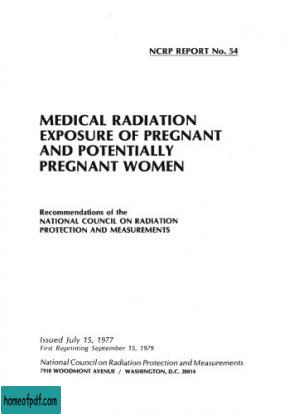 NCRP REPORT No. 54
MEDICAL RADIATION
EXPOSURE OF PREGNANT
AND POTENTIALLY
PREGNANT WOMEN
Recommendations of the
NATIONAL COUNCIL ON RADIATION
PROTECTION AND MEASUREMENTS
Issued July 15, 1977
First Reprinting September 15, 1979
National Council on Radiation Protection and Measurements
7910 WOODMONT AVENUE / WASHINGTON, D.C. 20014
homeofpdf.com